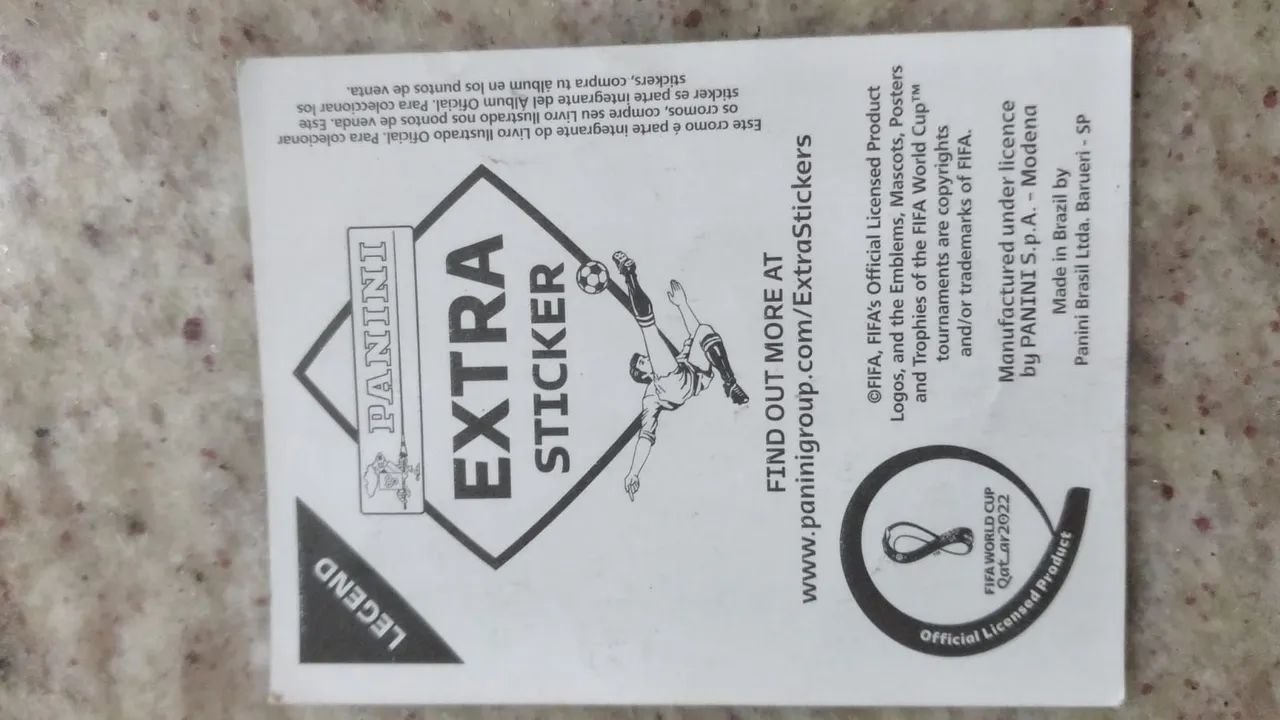 LEGEND
PANINI
EXTRA
STICKER
FIND OUT MORE AT
www.paninigroup.com/ExtraStickers
©FIFA, FIFA's Official Licensed Product
Logos, and the Emblems, Mascots, Posters
and Trophies of the FIFA World Cup™
tournaments are copyrights
and/or trademarks of FIFA.
Manufactured under licence
by PANINI S.p.A. - Modena
Made in Brazil by
Panini Brasil Ltda. Barueri - SP
FIFA WORLD CUP
Qatar2022
Official Licensed Product
Este cromo é parte integrante do Livro Ilustrado Oficial. Para colecionar
os cromos, compre seu Livro Ilustrado nos pontos de venda. Este
sticker es parte integrante del Álbum Oficial. Para coleccionar los
stickers, compra tu álbum en los puntos de venta.